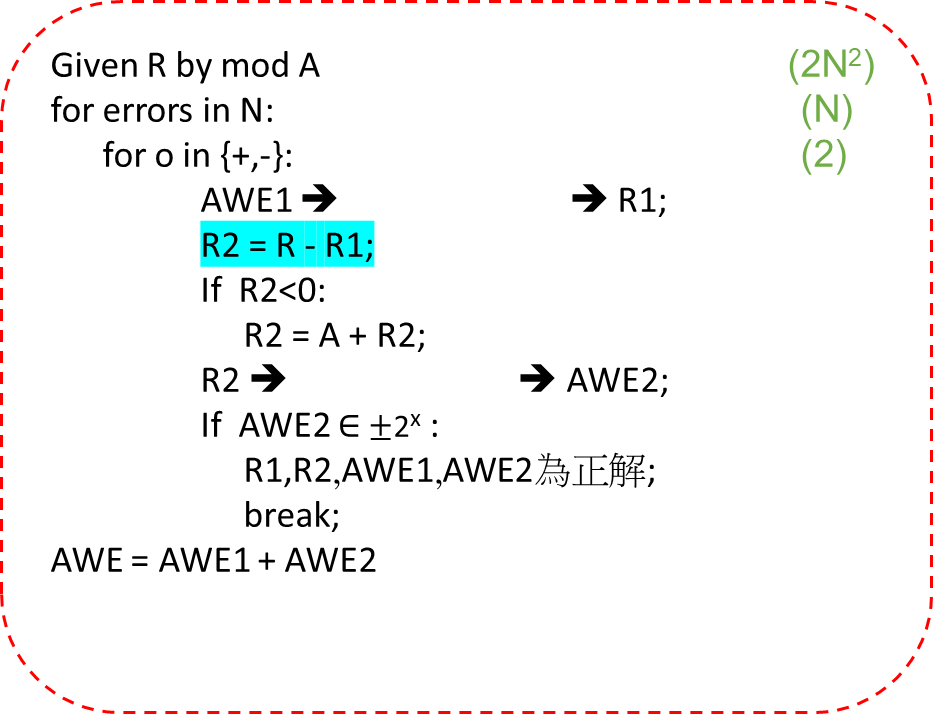 Given R by mod A (2N²)
for errors in N: (N)
for o in {+,-}: (2)
AWE1 ➔ ➔ R1;
R2 = R - R1;
If R2<0:
R2 = A + R2;
R2 ➔ ➔ AWE2;
If AWE2 ∈ ±2ˣ :
R1,R2,AWE1,AWE2為正解;
break;
AWE = AWE1 + AWE2